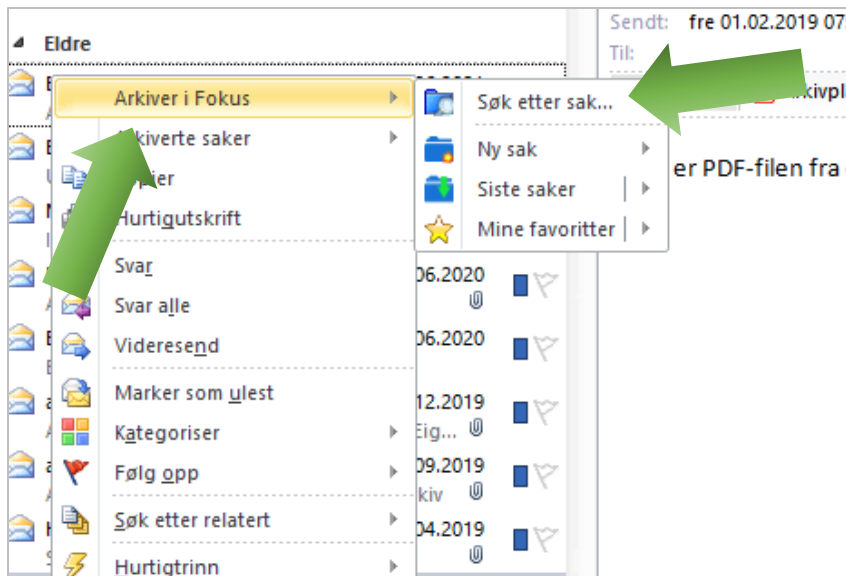 Sendt: fre 01.02.2019 07
Til:
Eldre
Arkiver i Fokus
Søk etter sak...
Ny sak
Siste saker
Mine favoritter
er PDF-filen fra
Hurtigutskrift
Svar
06.2020
Svar alle
Videresend
06.2020
Marker som ulest
12.2019
Kategoriser
Eig...
Følg opp
09.2019
kiv
Søk etter relatert
04.2019
Hurtigtrinn